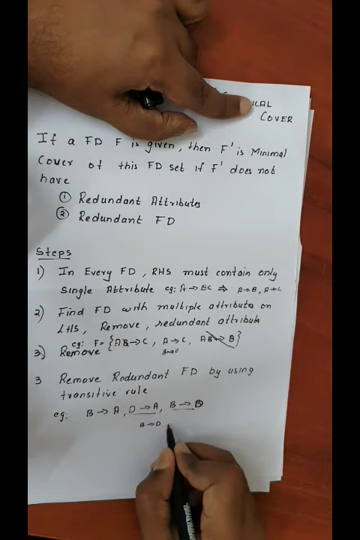 COVER
If a FD F is given, then F' is Minimal
Cover of this FD set if F' does not
have
① Redundant Attributes
② Redundant FD
Steps
1) In Every FD, RHS must contain only
Single Attribute eg: A → BC ⇒ A→B, A→C
2) Find FD with multiple attribute on
LHS, Remove, redundant attribute
eg: F = {AB→C, A→C, AB→B}
3) Remove
3 Remove Redundant FD by using
transitive rule
eg: B → A, D → A, B → D
B → D